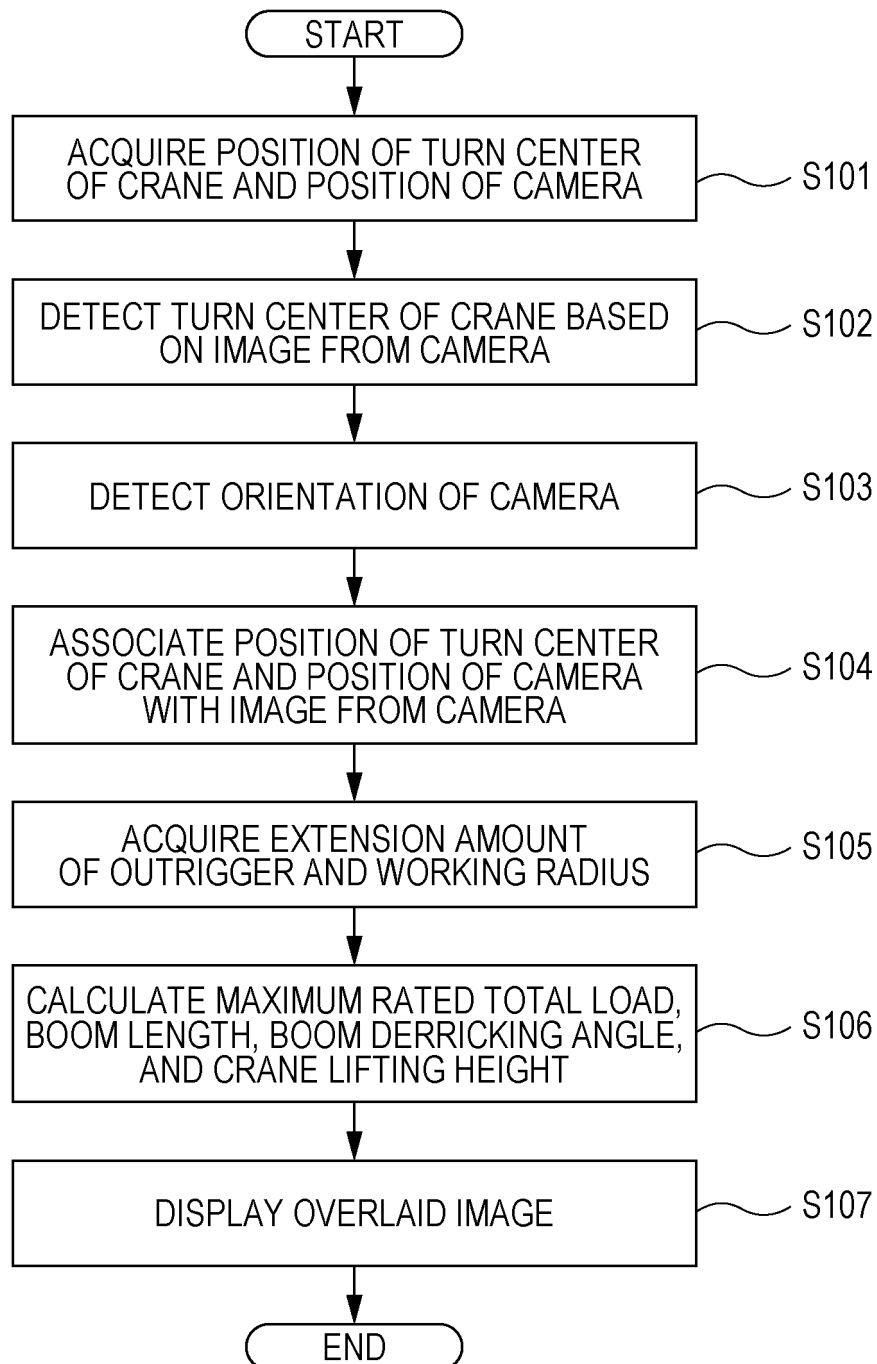 START
ACQUIRE POSITION OF TURN CENTER
OF CRANE AND POSITION OF CAMERA
S101
DETECT TURN CENTER OF CRANE BASED
ON IMAGE FROM CAMERA
S102
DETECT ORIENTATION OF CAMERA
S103
ASSOCIATE POSITION OF TURN CENTER
OF CRANE AND POSITION OF CAMERA
WITH IMAGE FROM CAMERA
S104
ACQUIRE EXTENSION AMOUNT
OF OUTRIGGER AND WORKING RADIUS
S105
CALCULATE MAXIMUM RATED TOTAL LOAD,
BOOM LENGTH, BOOM DERRICKING ANGLE,
AND CRANE LIFTING HEIGHT
S106
DISPLAY OVERLAID IMAGE
S107
END